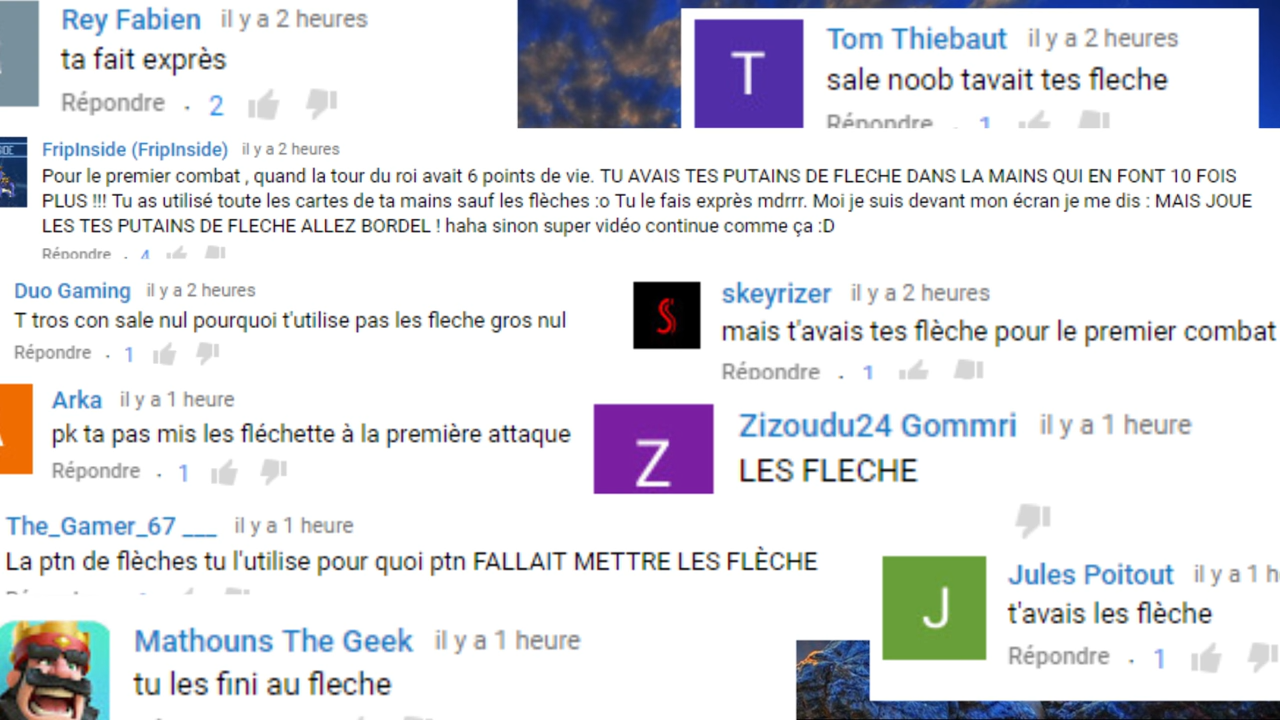 Rey Fabien il y a 2 heures
ta fait exprès
Répondre . 2
T
Tom Thiebaut il y a 2 heures
sale noob tavait tes fleche
Répondre . 1
FripInside (FripInside) il y a 2 heures
Pour le premier combat , quand la tour du roi avait 6 points de vie. TU AVAIS TES PUTAINS DE FLECHE DANS LA MAINS QUI EN FONT 10 FOIS
PLUS !!! Tu as utilisé toute les cartes de ta mains sauf les flèches :o Tu le fais exprès mdrrr. Moi je suis devant mon écran je me dis : MAIS JOUE
LES TES PUTAINS DE FLECHE ALLEZ BORDEL ! haha sinon super vidéo continue comme ça :D
Répondre . 4
Duo Gaming il y a 2 heures
T tros con sale nul pourquoi t'utilise pas les fleche gros nul
Répondre . 1
skeyrizer il y a 2 heures
mais t'avais tes flèche pour le premier combat
Répondre . 1
Arka il y a 1 heure
pk ta pas mis les fléchette à la première attaque
Répondre . 1
Z
Zizoudu24 Gommri il y a 1 heure
LES FLECHE
The_Gamer_67 ___ il y a 1 heure
La ptn de flèches tu l'utilise pour quoi ptn FALLAIT METTRE LES FLÈCHE
J
Jules Poitout il y a 1 h
t'avais les flèche
Répondre . 1
Mathouns The Geek il y a 1 heure
tu les fini au fleche